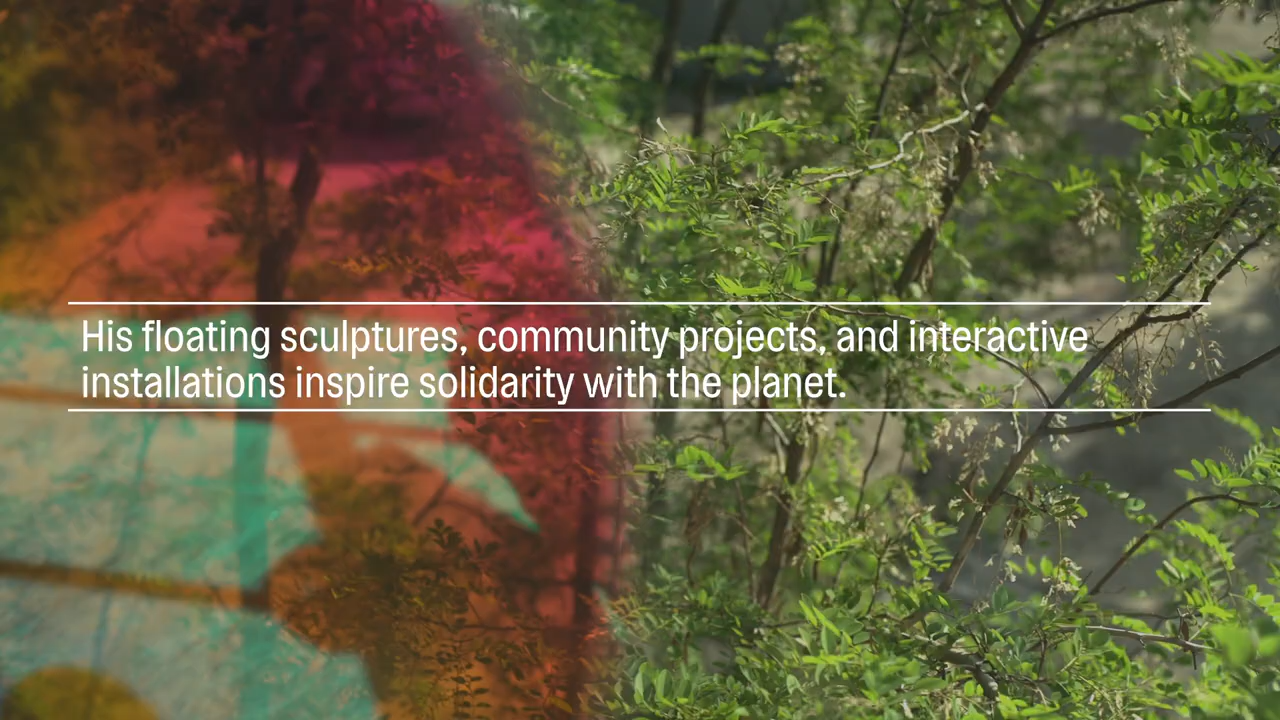 His floating sculptures, community projects, and interactive
installations inspire solidarity with the planet.